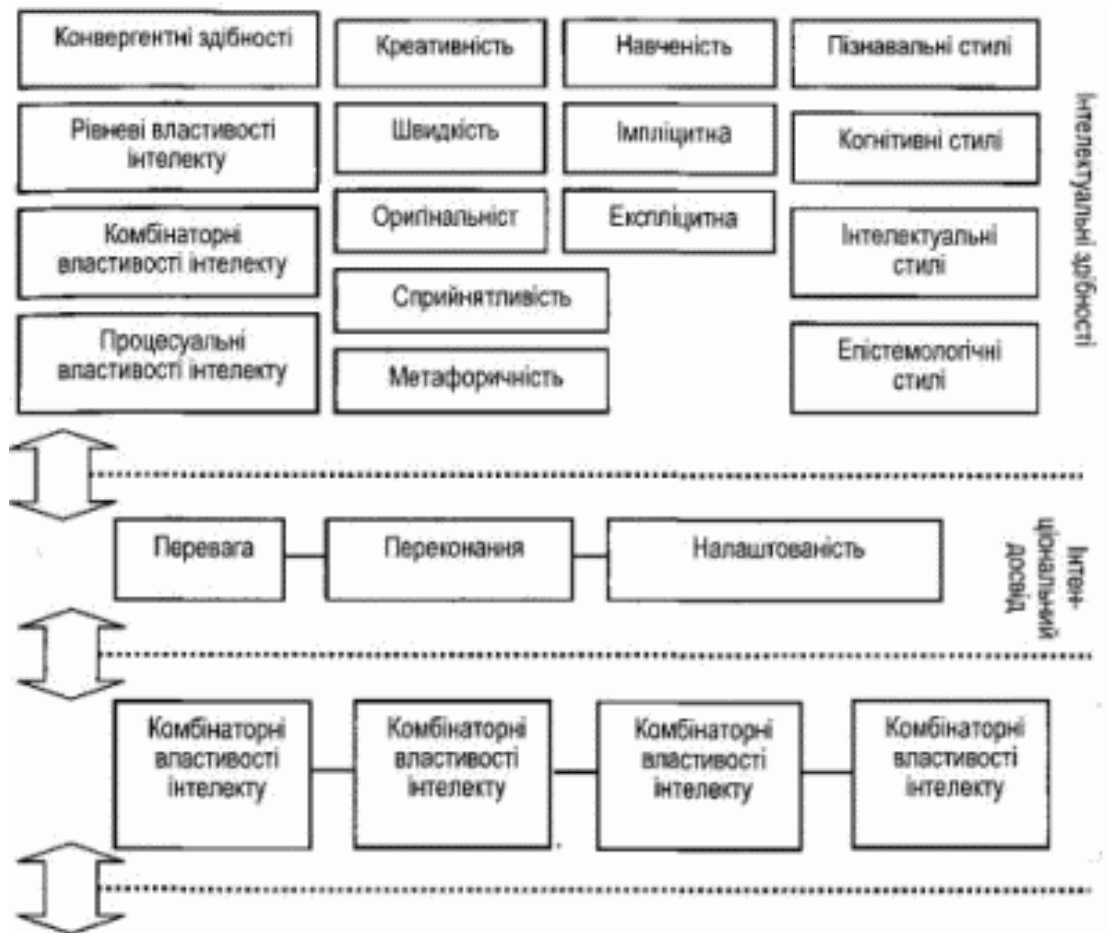 Конвергентні здібності
Креативність
Навченість
Пізнавальні стилі
Рівневі властивості
інтелекту
Швидкість
Імпліцитна
Когнітивні стилі
Комбінаторні
властивості інтелекту
Оригінальніст
Експліцитна
Інтелектуальні
стилі
Сприйнятливість
Процесуальні
властивості інтелекту
Метафоричність
Епістемологічні
стилі
Інтелектуальні здібності
Перевага
Переконання
Налаштованість
Інтен-
ціональний
досвід
Комбінаторні
властивості
інтелекту
Комбінаторні
властивості
інтелекту
Комбінаторні
властивості
інтелекту
Комбінаторні
властивості
інтелекту